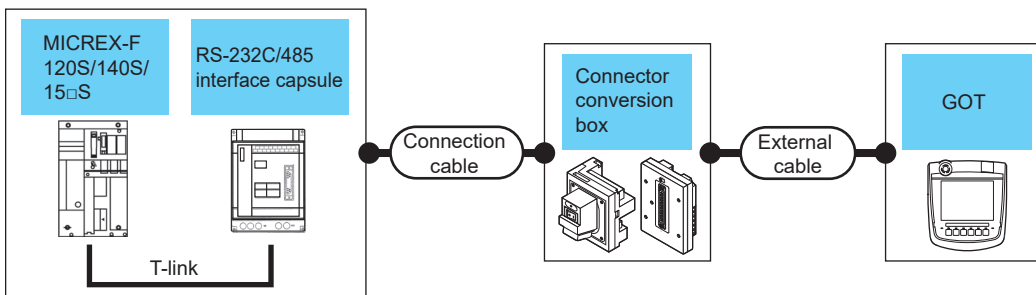 MICREX-F
120S/140S/
15□S
RS-232C/485
interface capsule
T-link
Connection
cable
Connector
conversion
box
External
cable
GOT